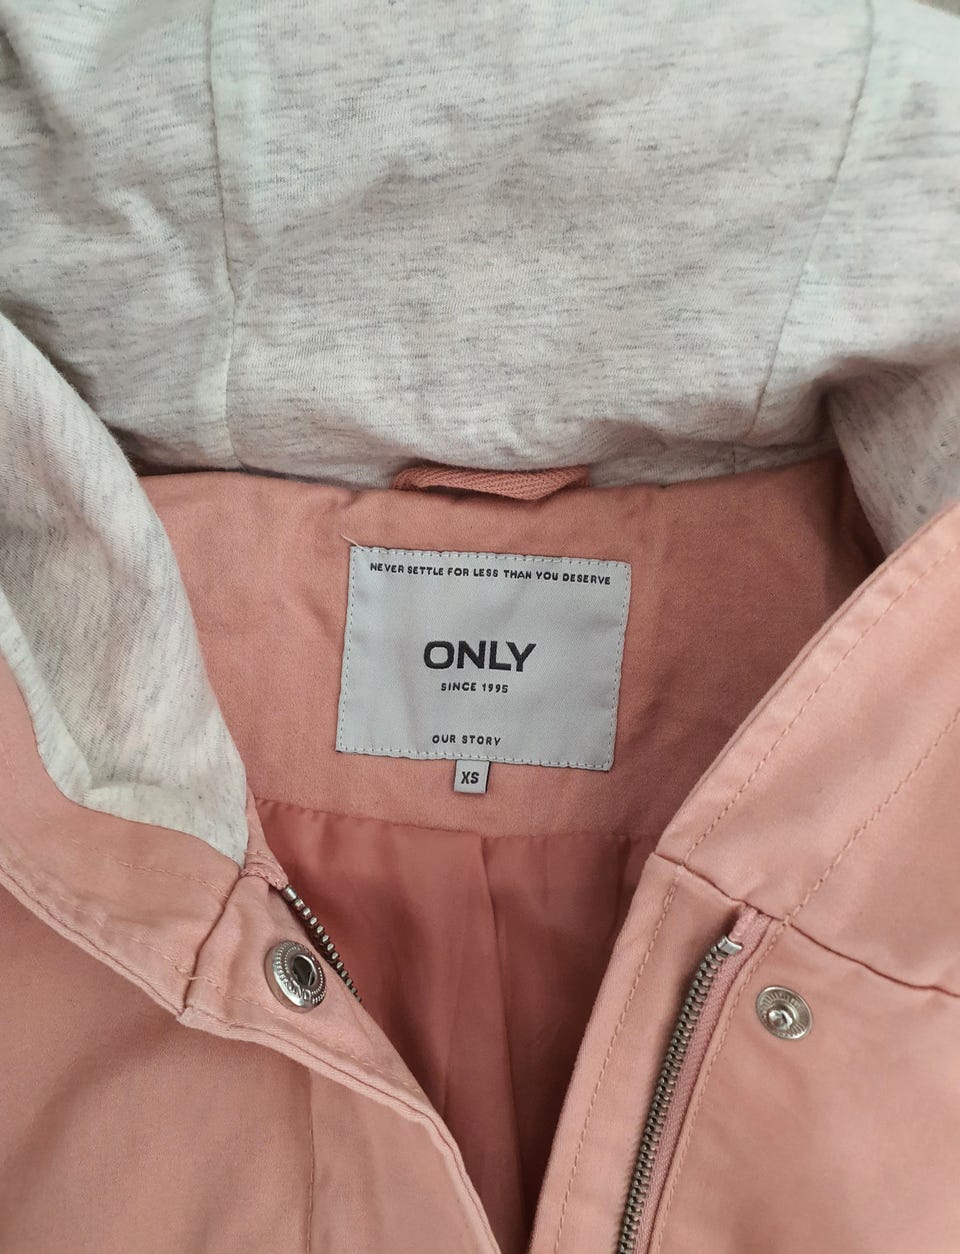 NEVER SETTLE FOR LESS THAN YOU DESERVE
ONLY
SINCE 1995
OUR STORY
XS